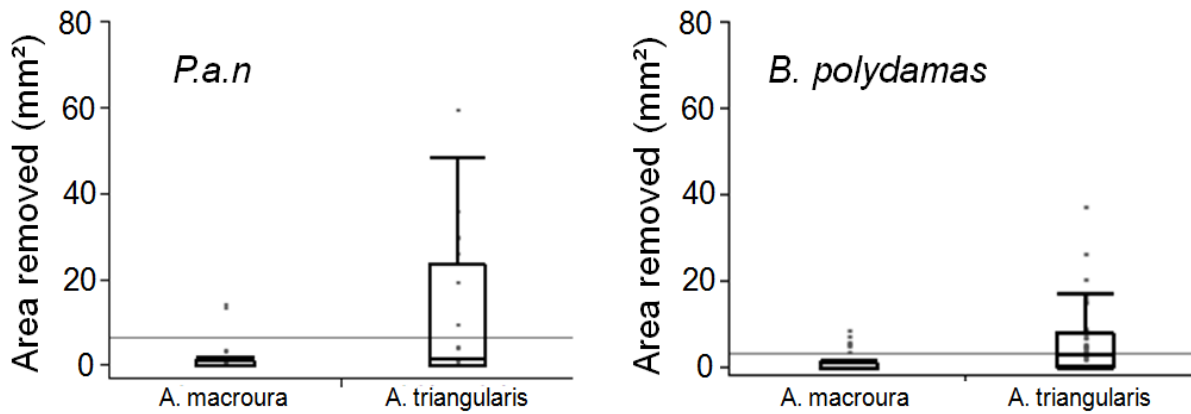 Area removed (mm²)
80
60
40
20
0
P.a.n
A. macroura
A. triangularis
Area removed (mm²)
80
60
40
20
0
B. polydamas
A. macroura
A. triangularis